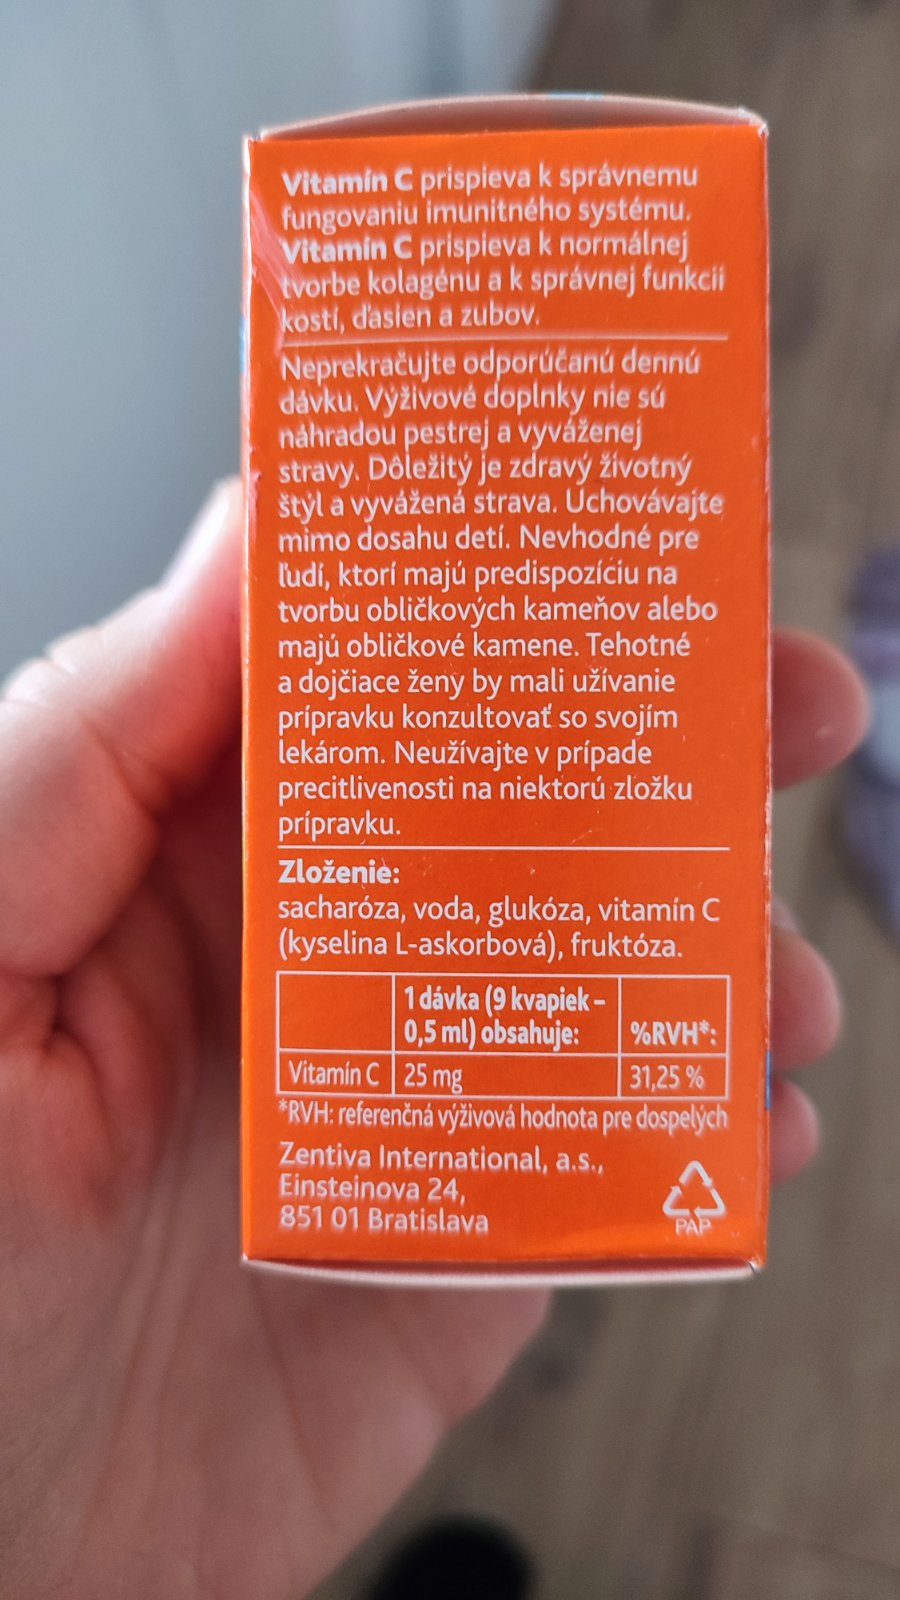 Vitamín C prispieva k správnemu
fungovaniu imunitného systému.
Vitamín C prispieva k normálnej
tvorbe kolagénu a k správnej funkcii
kostí, ďasien a zubov.
Neprekračujte odporúčanú dennú
dávku. Výživové doplnky nie sú
náhradou pestrej a vyváženej
stravy. Dôležitý je zdravý životný
štýl a vyvážená strava. Uchovávajte
mimo dosahu detí. Nevhodné pre
ľudí, ktorí majú predispozíciu na
tvorbu obličkových kameňov alebo
majú obličkové kamene. Tehotné
a dojčiace ženy by mali užívanie
prípravku konzultovať so svojím
lekárom. Neužívajte v prípade
precitlivenosti na niektorú zložku
prípravku.
Zloženie:
sacharóza, voda, glukóza, vitamín C
(kyselina L-askorbová), fruktóza.
1 dávka (9 kvapiek –
0,5 ml) obsahuje: %RVH*:
Vitamín C 25 mg 31,25 %
*RVH: referenčná výživová hodnota pre dospelých
Zentiva International, a.s.,
Einsteinova 24,
851 01 Bratislava
PAP